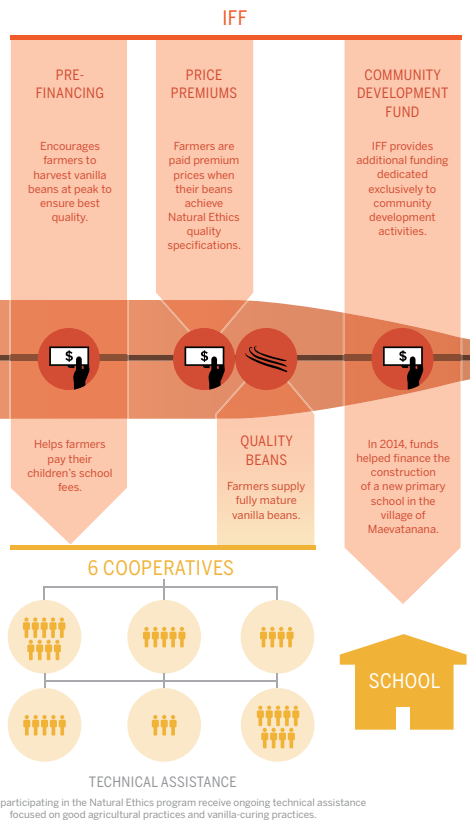 IFF
PRE-
FINANCING
Encourages
farmers to
harvest vanilla
beans at peak to
ensure best
quality.
PRICE
PREMIUMS
Farmers are
paid premium
prices when
their beans
achieve
Natural Ethics
quality
specifications.
COMMUNITY
DEVELOPMENT
FUND
IFF provides
additional funding
dedicated
exclusively to
community
development
activities.
$
$
$
Helps farmers
pay their
children's school
fees.
QUALITY
BEANS
Farmers supply
fully mature
vanilla beans.
In 2014, funds
helped finance the
construction
of a new primary
school in the
village of
Maevatanana.
6 COOPERATIVES
SCHOOL
TECHNICAL ASSISTANCE
participating in the Natural Ethics program receive ongoing technical assistance
focused on good agricultural practices and vanilla-curing practices.